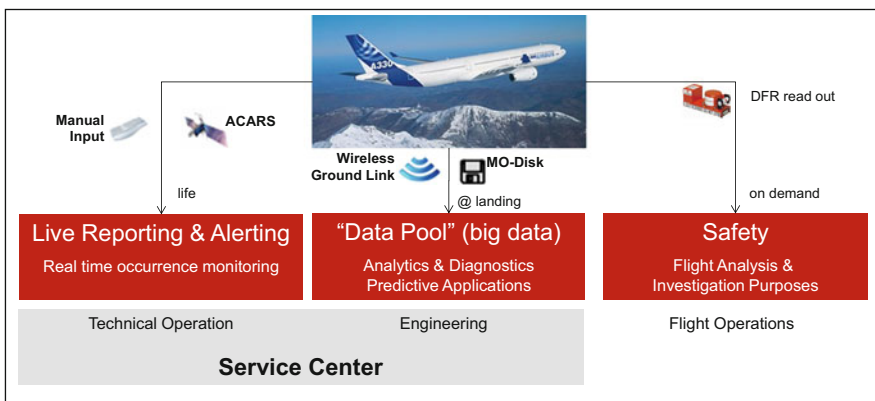 A330
Manual
Input
ACARS
DFR read out
Wireless
Ground Link
MO-Disk
life
@ landing
on demand
Live Reporting & Alerting
Real time occurrence monitoring
“Data Pool” (big data)
Analytics & Diagnostics
Predictive Applications
Safety
Flight Analysis &
Investigation Purposes
Technical Operation
Engineering
Flight Operations
Service Center